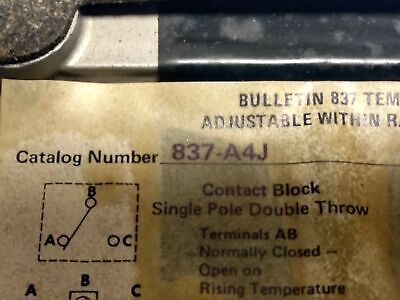 BULLETIN 837 TEM
ADJUSTABLE WITHIN RA
Catalog Number 837-A4J
B
A C
Contact Block
Single Pole Double Throw
Terminals AB
Normally Closed –
Open on
Rising Temperature
A B C